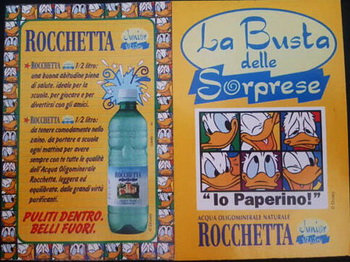 ROCCHETTA Junior
ROCCHETTA 1/2 litro:
una buona abitudine piena
di salute. ideale per la
scuola. per giocare e per
divertirsi con gli amici.
ROCCHETTA 1/2 litro:
da tenere comodamente nello
zaino. da portare a scuola
ogni mattina per avere
sempre con te tutte le qualità
dell'Acqua Oligominerale
Rocchetta. leggera ed
equilibrata. dalle grandi virtù
purificanti.
PULITI DENTRO.
BELLI FUORI.
ROCCHETTA
La Busta
delle
Sorprese
"Io Paperino!"
ACQUA OLIGOMINERALE NATURALE
ROCCHETTA Junior